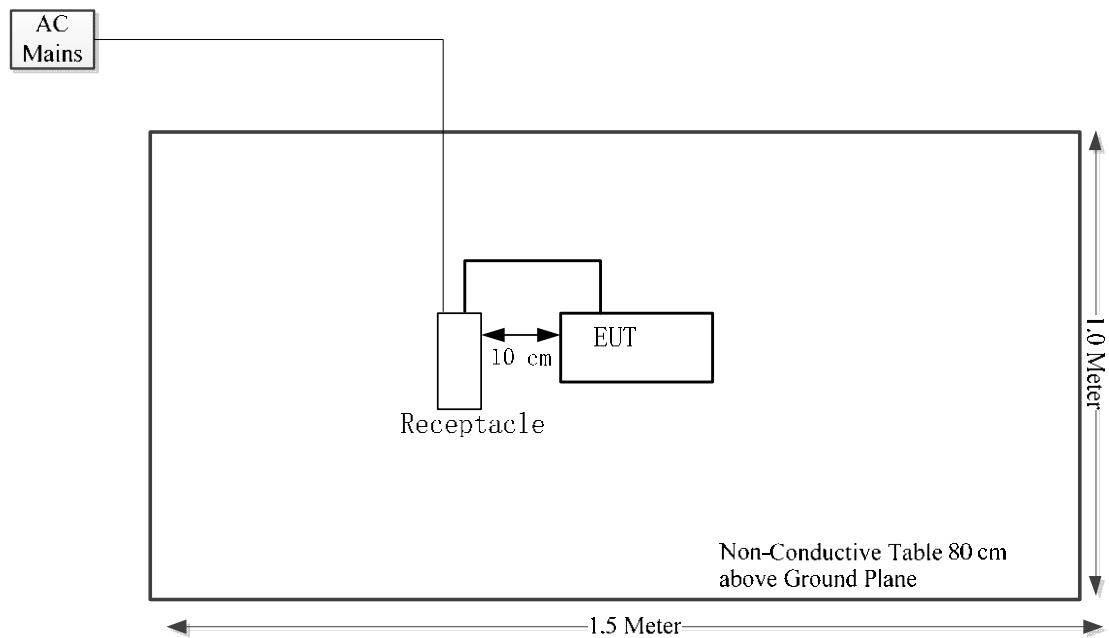 AC
Mains
EUT
10 cm
Receptacle
1.0 Meter
Non-Conductive Table 80 cm
above Ground Plane
1.5 Meter